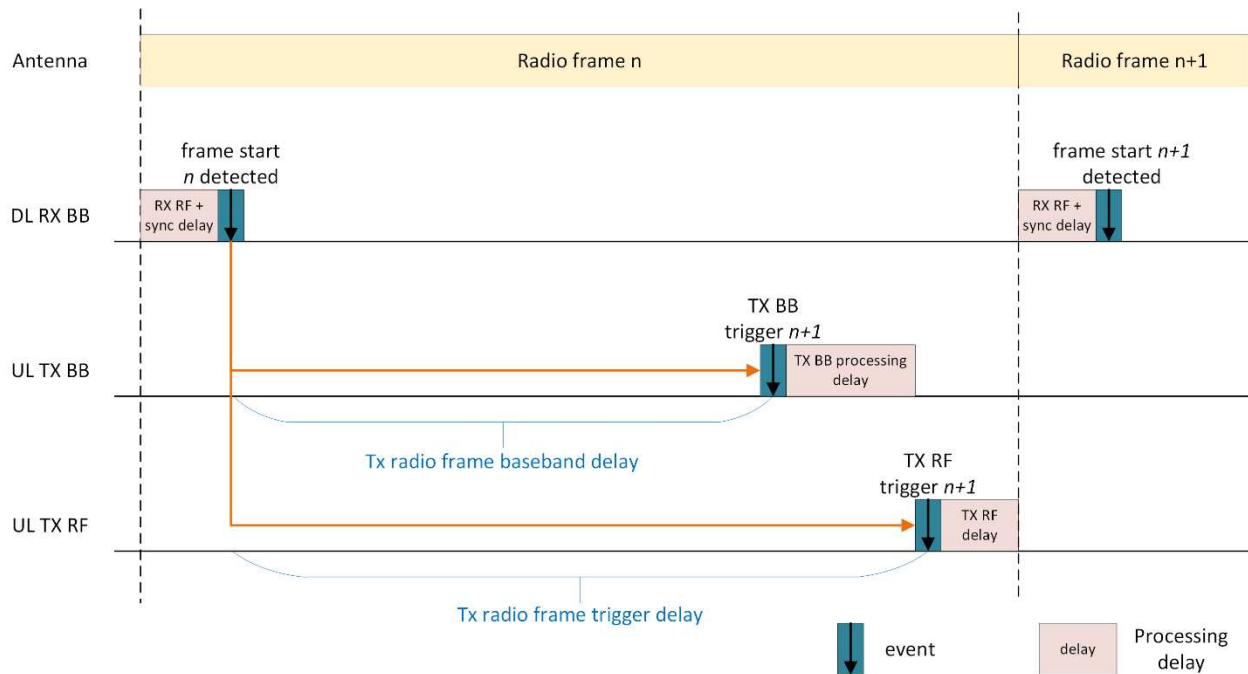 Antenna
Radio frame n
Radio frame n+1
frame start
n detected
frame start n+1
detected
DL RX BB
RX RF +
sync delay
RX RF +
sync delay
TX BB
trigger n+1
UL TX BB
TX BB processing
delay
Tx radio frame baseband delay
TX RF
trigger n+1
UL TX RF
TX RF
delay
Tx radio frame trigger delay
event
delay
Processing
delay